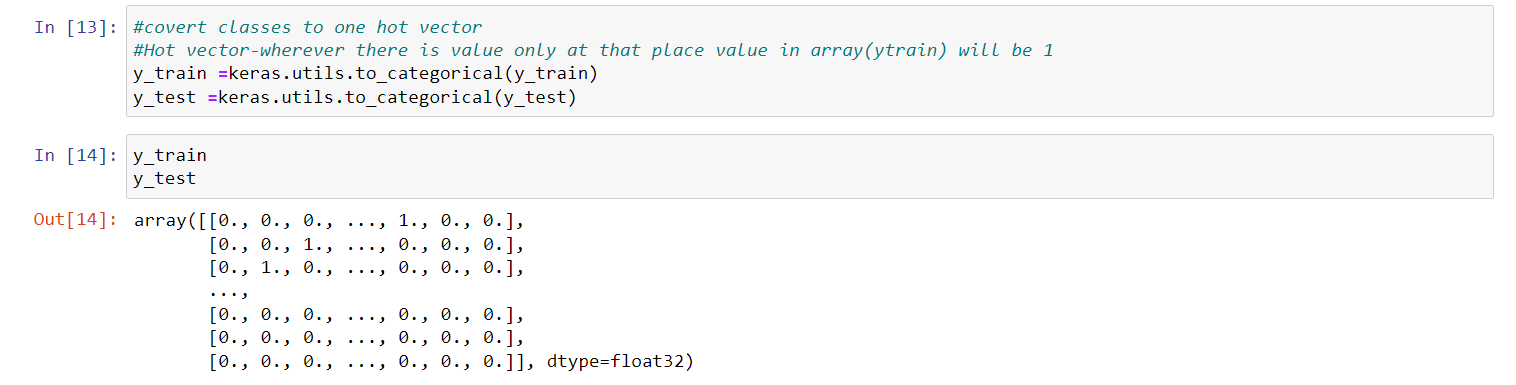 In [13]: #covert classes to one hot vector
#Hot vector-wherever there is value only at that place value in array(ytrain) will be 1
y_train =keras.utils.to_categorical(y_train)
y_test =keras.utils.to_categorical(y_test)
In [14]: y_train
y_test
Out[14]: array([[0., 0., 0., ..., 1., 0., 0.],
[0., 0., 1., ..., 0., 0., 0.],
[0., 1., 0., ..., 0., 0., 0.],
...,
[0., 0., 0., ..., 0., 0., 0.],
[0., 0., 0., ..., 0., 0., 0.],
[0., 0., 0., ..., 0., 0., 0.]], dtype=float32)